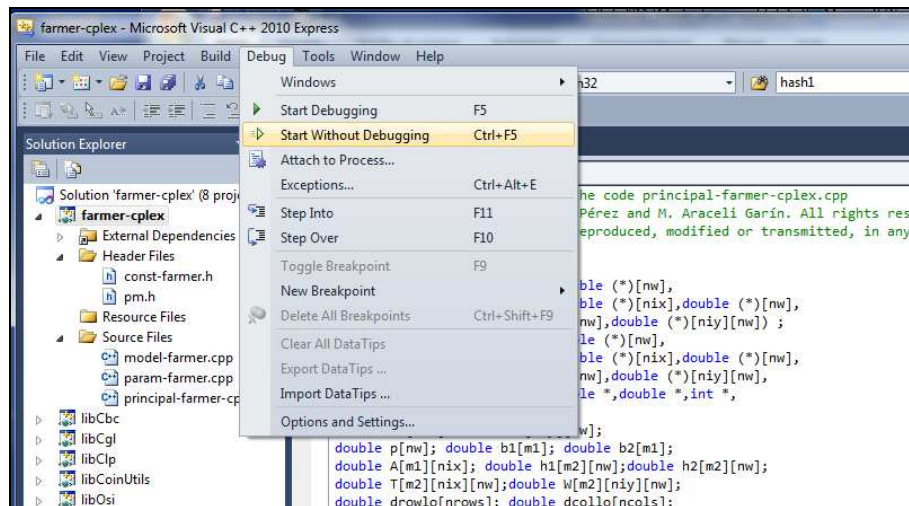 farmer-cplex - Microsoft Visual C++ 2010 Express
File Edit View Project Build Debug Tools Window Help
hash1
Windows
Start Debugging F5
Start Without Debugging Ctrl+F5
Attach to Process...
Exceptions... Ctrl+Alt+E
Step Into F11
Step Over F10
Toggle Breakpoint F9
New Breakpoint
Delete All Breakpoints Ctrl+Shift+F9
Clear All DataTips
Export DataTips ...
Import DataTips ...
Options and Settings...
Solution Explorer
Solution 'farmer-cplex' (8 proj
farmer-cplex
External Dependencies
Header Files
const-farmer.h
pm.h
Resource Files
Source Files
model-farmer.cpp
param-farmer.cpp
principal-farmer-cp
libCbc
libCgl
libClp
libCoinUtils
libOsi
he code principal-farmer-cplex.cpp
Pérez and M. Araceli Garín. All rights res
eproduced, modified or transmitted, in any
ble (*)[nw],
ble (*)[nix],double (*)[nw],
nw],double (*)[niy][nw]) ;
le (*)[nw],
ble (*)[nix],double (*)[nw],
nw],double (*)[niy][nw],
le *,double *,int *,
w];
double p[nw]; double b1[m1]; double b2[m1];
double A[m1][nix]; double h1[m2][nw];double h2[m2][nw];
double T[m2][nix][nw];double W[m2][niy][nw];
double drowlo[nrows]; double dcollo[ncols];